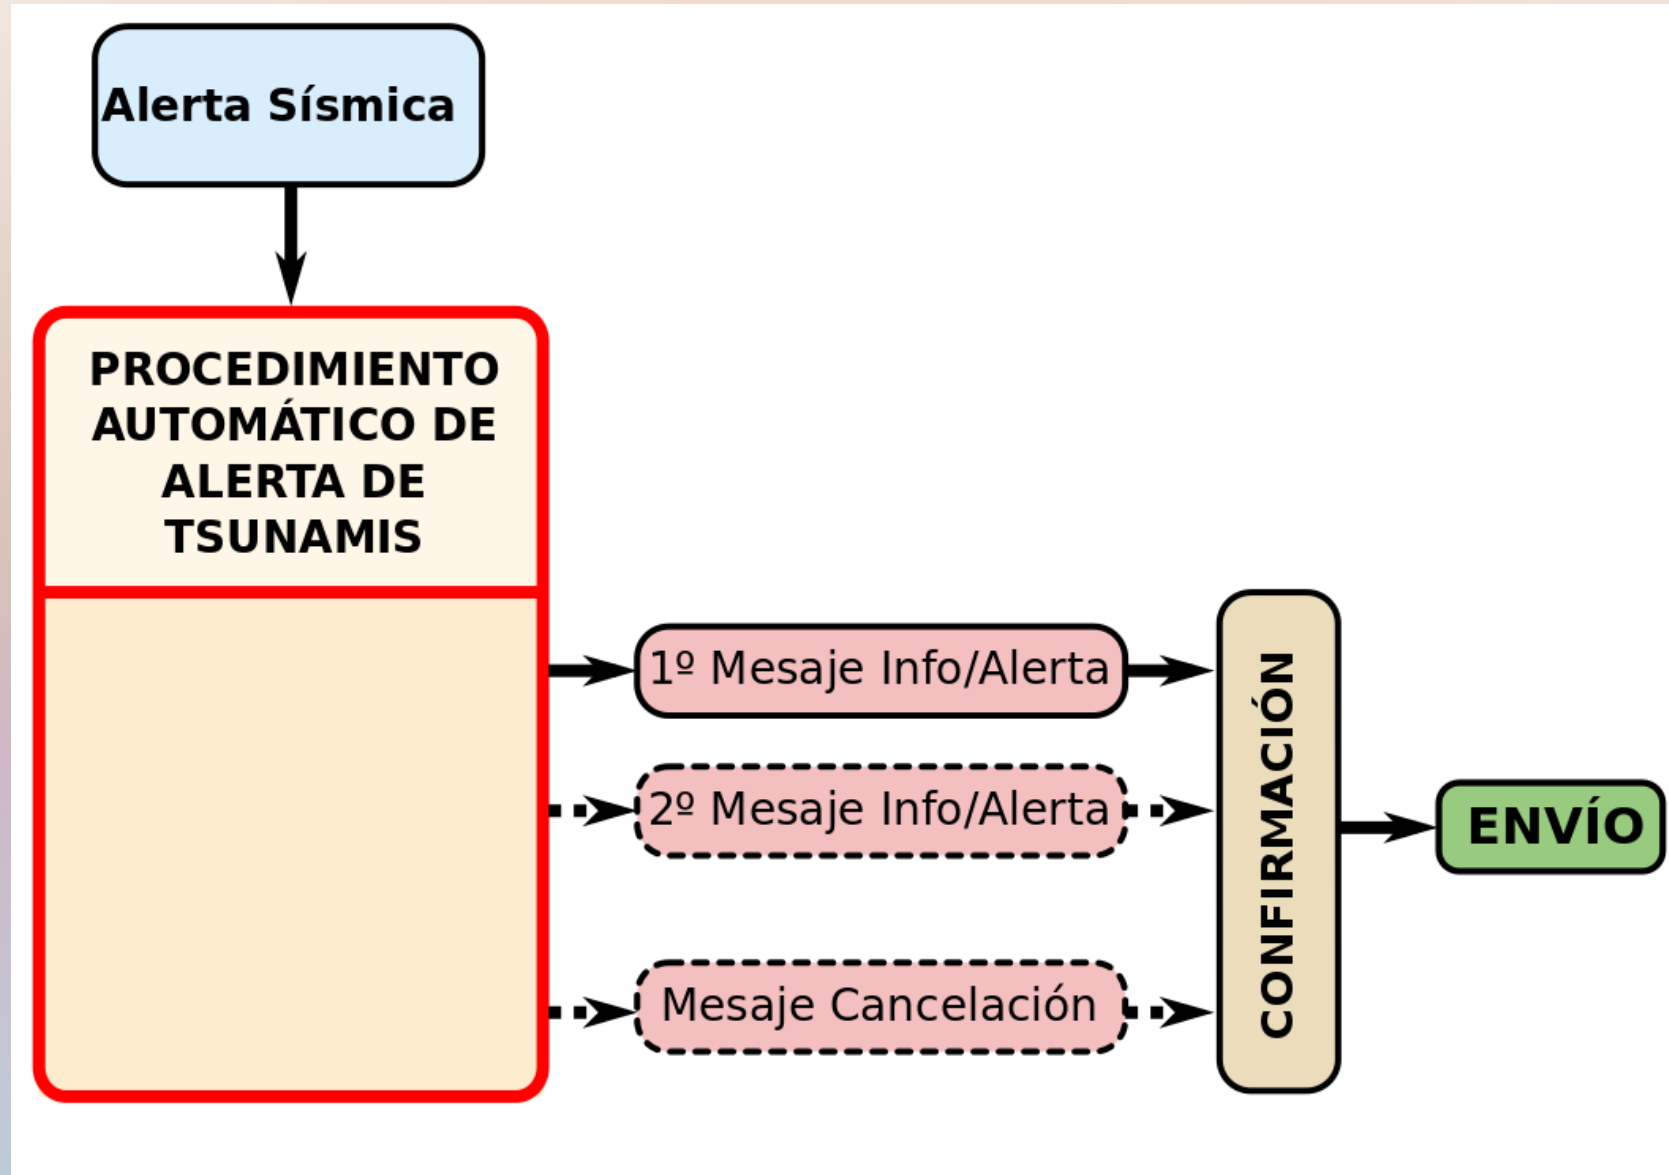 Alerta Sísmica
PROCEDIMIENTO
AUTOMÁTICO DE
ALERTA DE
TSUNAMIS
1º Mesaje Info/Alerta
2º Mesaje Info/Alerta
Mesaje Cancelación
CONFIRMACIÓN
ENVÍO